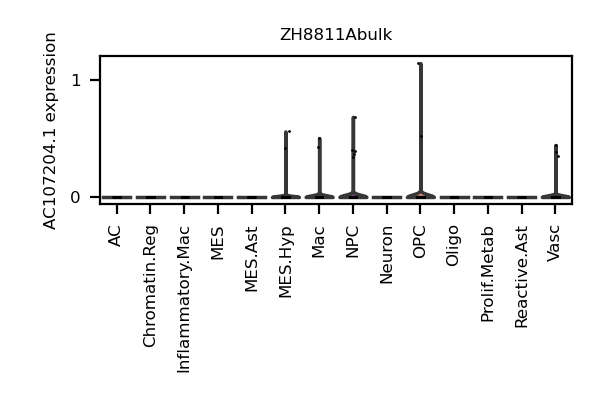 ZH8811Abulk
AC107204.1 expression
1
0
AC
Chromatin.Reg
Inflammatory.Mac
MES
MES.Ast
MES.Hyp
Mac
NPC
Neuron
OPC
Oligo
Prolif.Metab
Reactive.Ast
Vasc